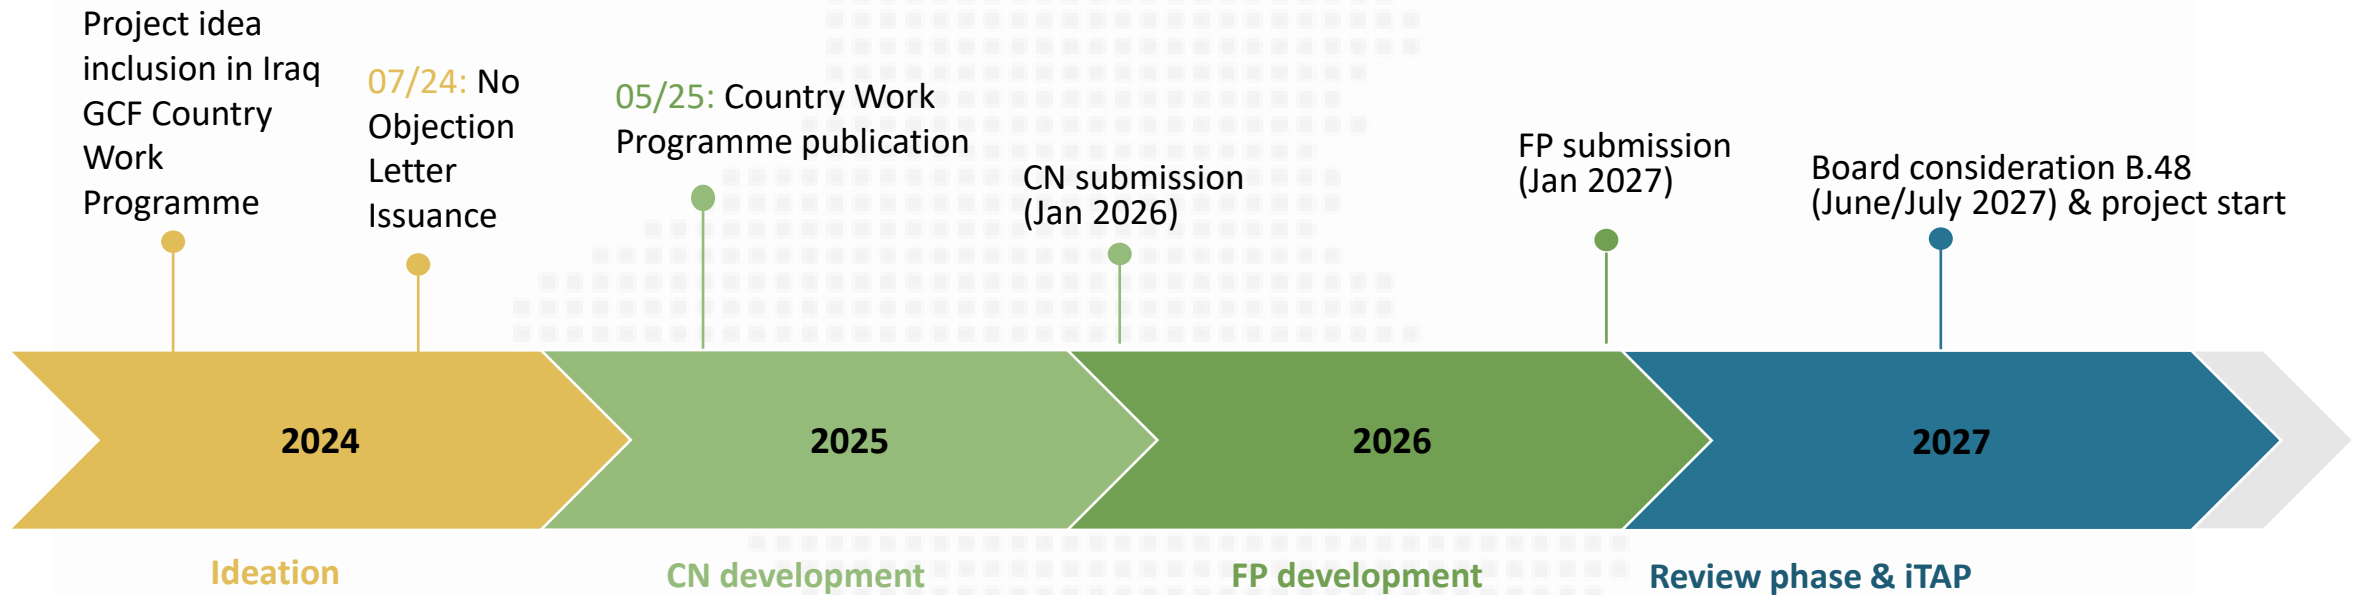 Project idea
inclusion in Iraq
GCF Country
Work
Programme
07/24: No
Objection
Letter
Issuance
05/25: Country Work
Programme publication
CN submission
(Jan 2026)
FP submission
(Jan 2027)
Board consideration B.48
(June/July 2027) & project start
2024
2025
2026
2027
Ideation
CN development
FP development
Review phase & iTAP